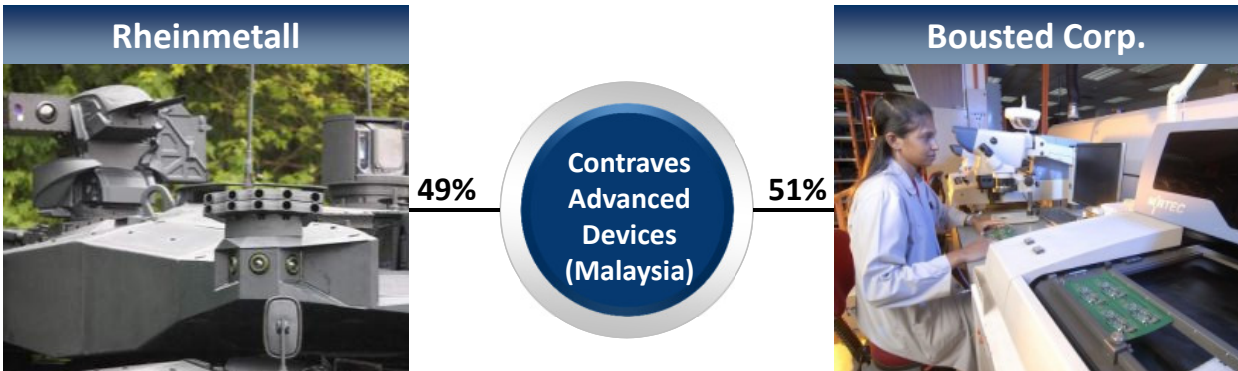 Rheinmetall
Bousted Corp.
49%
Contraves
Advanced
Devices
(Malaysia)
51%